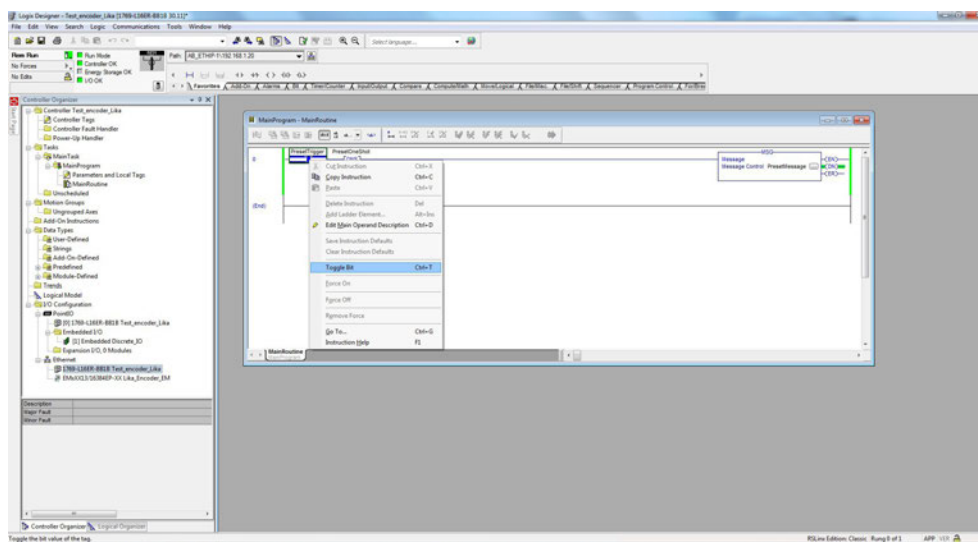 Logix Designer - Test_encoder_Lika [1769-L16ER-BB1B 30.11]*
File Edit View Search Logic Communications Tools Window Help
Select language...
Rem Run
Run Mode
Path: AB_ETHIP-1\192.168.1.20
No Forces
Controller OK
Energy Storage OK
No Edits
I/O OK
Favorites Add-On Alarms Bit Timer/Counter Input/Output Compare Compute/Math Move/Logical File/Misc. File/Shift Sequencer Program Control
Controller Organizer
Controller Test_encoder_Lika
Controller Tags
Controller Fault Handler
Power-Up Handler
Tasks
MainTask
MainProgram
Parameters and Local Tags
MainRoutine
Unscheduled
Motion Groups
Ungrouped Axes
Add-On Instructions
Data Types
User-Defined
Strings
Add-On-Defined
Predefined
Module-Defined
Trends
Logical Model
I/O Configuration
PointIO
[0] 1769-L16ER-BB1B Test_encoder_Lika
Embedded I/O
[1] Embedded Discrete_IO
Expansion I/O, 0 Modules
Ethernet
1769-L16ER-BB1B Test_encoder_Lika
EMxXX13/16384EP-XX Lika_Encoder_EM
Description
Major Fault
Minor Fault
Controller Organizer Logical Organizer
MainProgram - MainRoutine
0
PresetTrigger PresetOneShot
MSG
Message
Message Control PresetMessage ...
EN
DN
ER
(End)
Cut Instruction Ctrl+X
Copy Instruction Ctrl+C
Paste Ctrl+V
Delete Instruction Del
Add Ladder Element... Alt+Ins
Edit Main Operand Description Ctrl+D
Save Instruction Defaults
Clear Instruction Defaults
Toggle Bit Ctrl+T
Force On
Force Off
Remove Force
Go To... Ctrl+G
Instruction Help F1
MainRoutine
Toggle the bit value of the tag.
RSLinx Edition: Classic Rung 0 of 1 APP VER